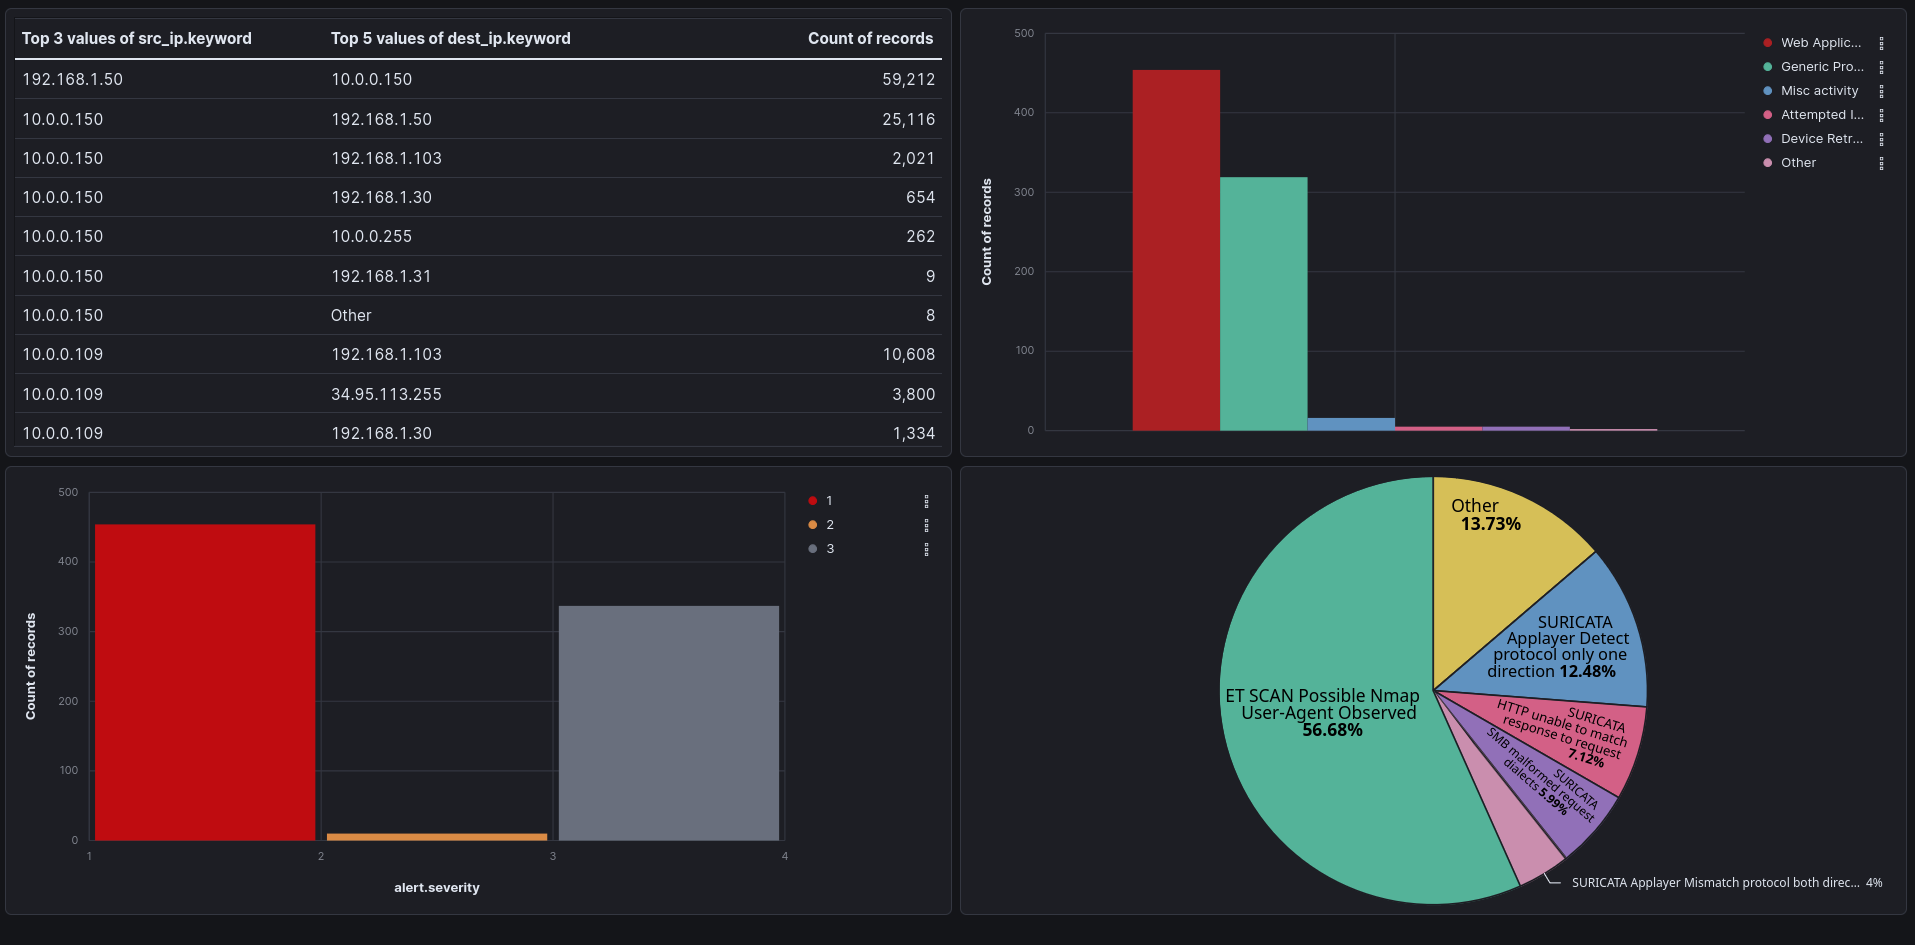 Top 3 values of src_ip.keyword Top 5 values of dest_ip.keyword Count of records
192.168.1.50 10.0.0.150 59,212
10.0.0.150 192.168.1.50 25,116
10.0.0.150 192.168.1.103 2,021
10.0.0.150 192.168.1.30 654
10.0.0.150 10.0.0.255 262
10.0.0.150 192.168.1.31 9
10.0.0.150 Other 8
10.0.0.109 192.168.1.103 10,608
10.0.0.109 34.95.113.255 3,800
10.0.0.109 192.168.1.30 1,334
Count of records
500
400
300
200
100
0
Web Applic...
Generic Pro...
Misc activity
Attempted I...
Device Retr...
Other
Count of records
500
400
300
200
100
0
1 2 3 4
alert.severity
1
2
3
Other
13.73%
SURICATA
Applayer Detect
protocol only one
direction 12.48%
SURICATA
HTTP unable to match
response to request
7.12%
SURICATA
SMB malformed request
dialects 5.99%
SURICATA Applayer Mismatch protocol both direc... 4%
ET SCAN Possible Nmap
User-Agent Observed
56.68%